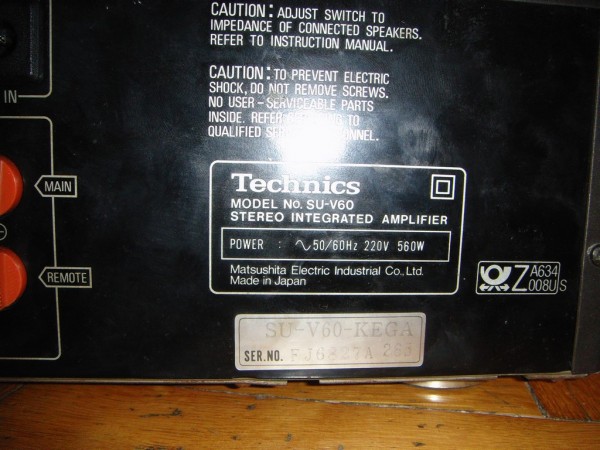 CAUTION: ADJUST SWITCH TO
IMPEDANCE OF CONNECTED SPEAKERS.
REFER TO INSTRUCTION MANUAL.
CAUTION: TO PREVENT ELECTRIC
SHOCK, DO NOT REMOVE SCREWS.
NO USER-SERVICEABLE PARTS
INSIDE. REFER TO
QUALIFIED
IN
MAIN
REMOTE
Technics
MODEL No. SU-V60
STEREO INTEGRATED AMPLIFIER
POWER : ∿50/60Hz 220V 560W
Matsushita Electric Industrial Co., Ltd.
Made in Japan
Z A634
008U S
SU-V60-KEGA
SER.NO.